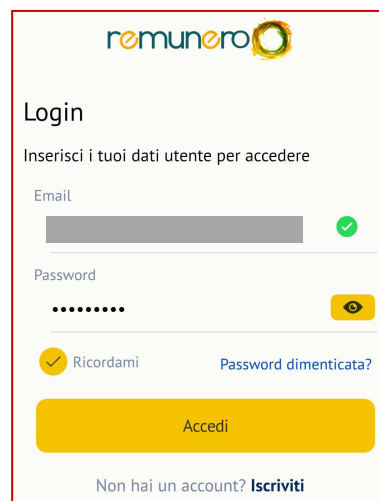 remunero
Login
Inserisci i tuoi dati utente per accedere
Email
Password
•••••••••
Ricordami
Password dimenticata?
Accedi
Non hai un account? Iscriviti